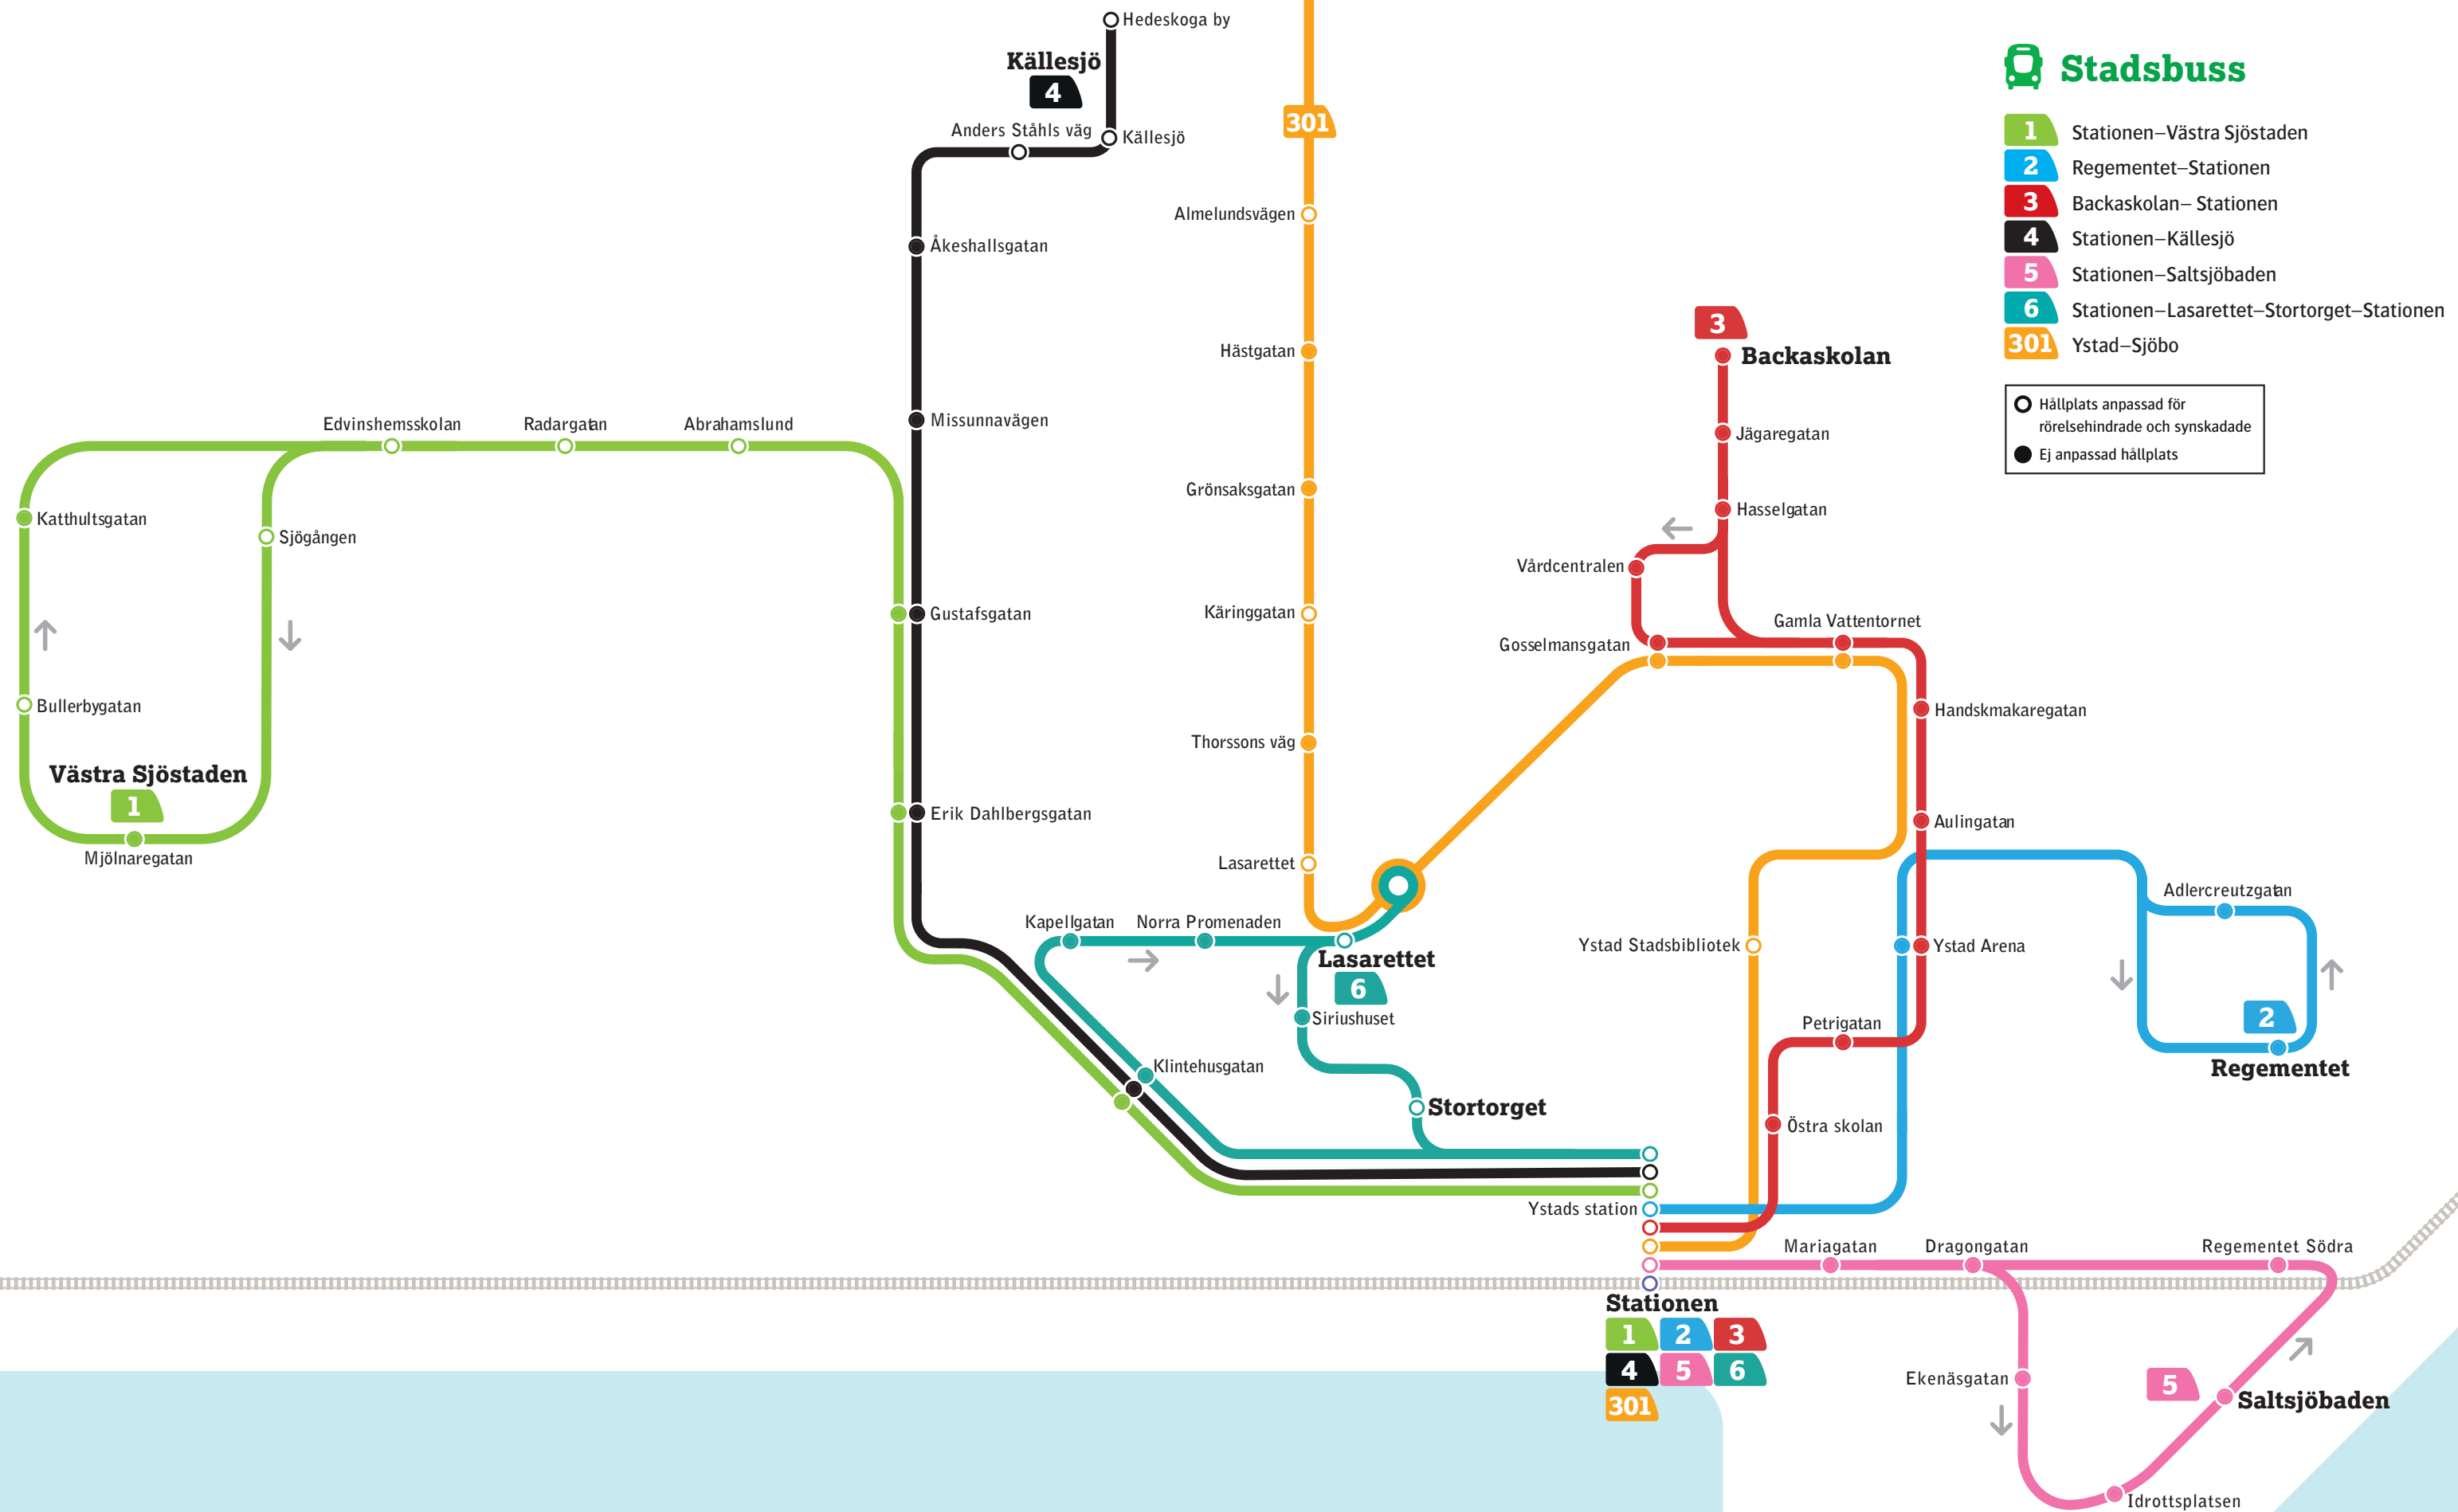 Hedeskoga by
Källesjö
4
Anders Ståhls väg
Källesjö
301
Åkeshallsgatan
Missunnavägen
Gustafsgatan
Erik Dahlbergsgatan
Almelundsvägen
Hästgatan
Grönsaksgatan
Käringgatan
Thorssons väg
Lasarettet
Edvinshemsskolan
Radargatan
Abrahamslund
Katthultsgatan
Sjögången
Bullerbygatan
Västra Sjöstaden
1
Mjölnaregatan
Kapellgatan
Norra Promenaden
Lasarettet
6
Siriushuset
Klintehusgatan
Stortorget
3
Backaskolan
Jägaregatan
Hasselgatan
Vårdcentralen
Gosselmansgatan
Gamla Vattentornet
Handskmakaregatan
Aulingatan
Ystad Stadsbibliotek
Ystad Arena
Petrigatan
Östra skolan
Adlercreutzgatan
2
Regementet
Ystads station
Stationen
1 2 3
4 5 6
301
Mariagatan
Dragongatan
Regementet Södra
Ekenäsgatan
5
Saltsjöbaden
Idrottsplatsen
Stadsbuss
1 Stationen–Västra Sjöstaden
2 Regementet–Stationen
3 Backaskolan– Stationen
4 Stationen–Källesjö
5 Stationen–Saltsjöbaden
6 Stationen–Lasarettet–Stortorget–Stationen
301 Ystad–Sjöbo
Hållplats anpassad för
rörelsehindrade och synskadade
Ej anpassad hållplats